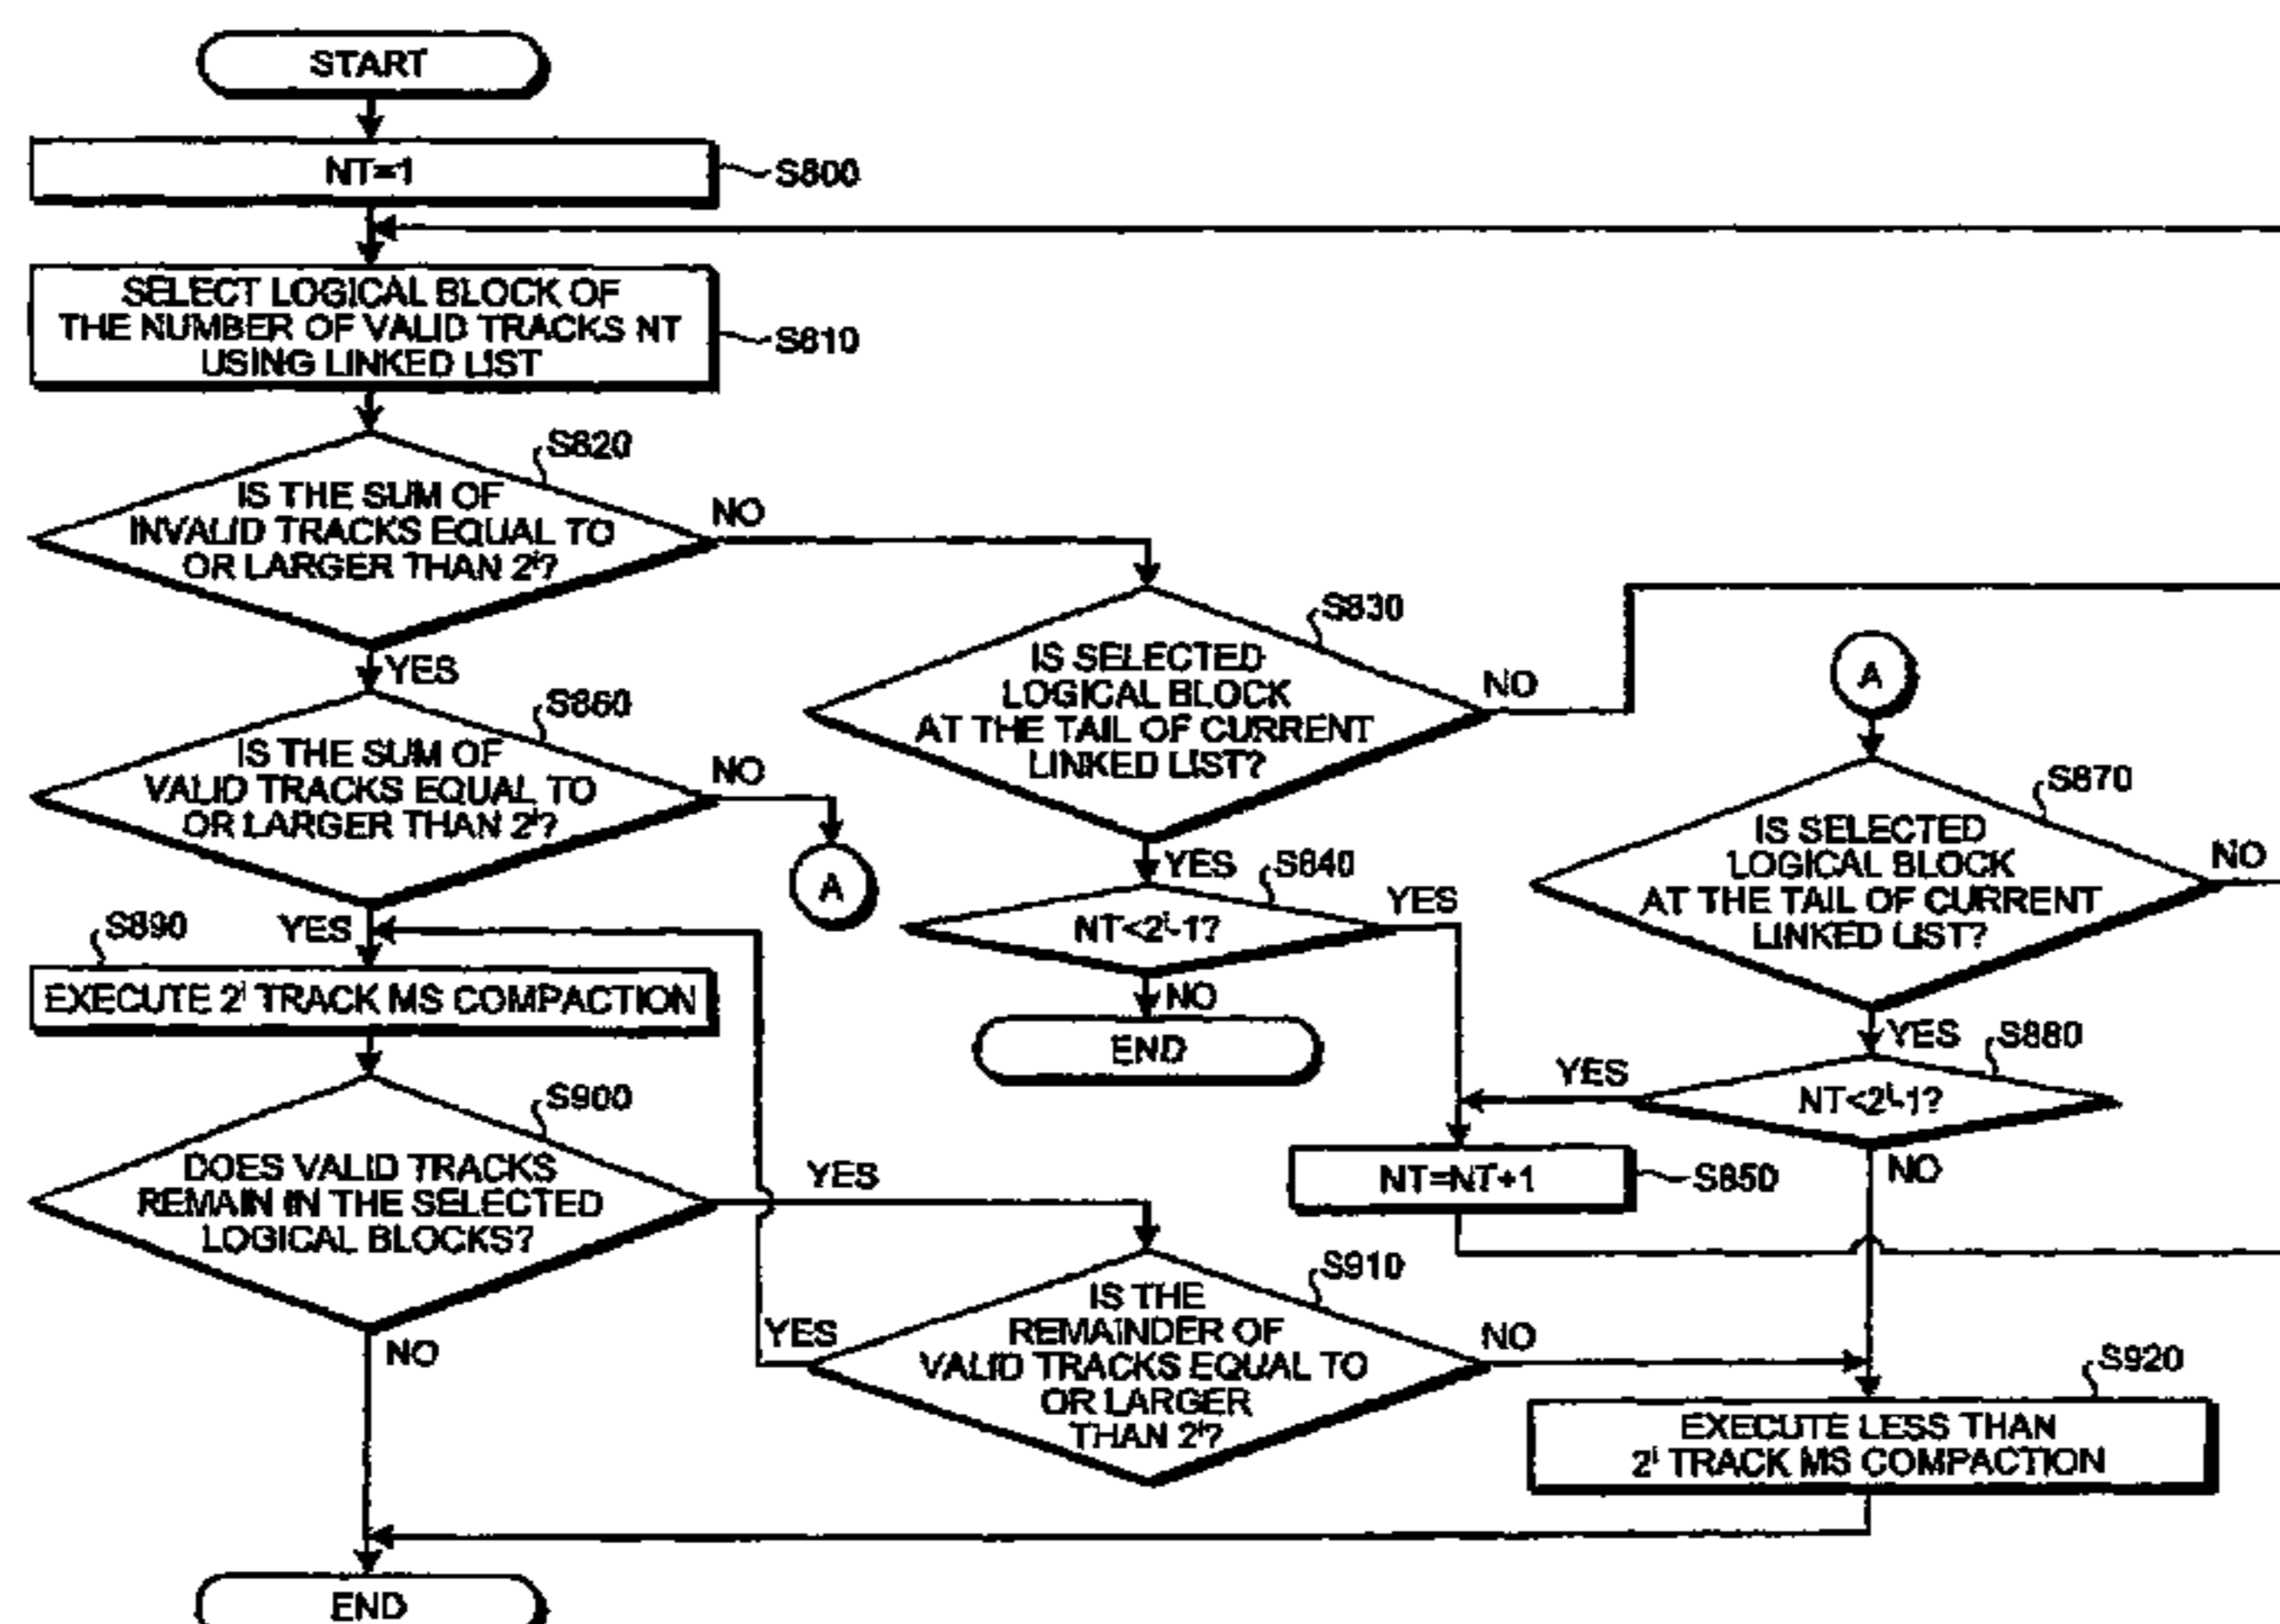 START
NT=1
S800
SELECT LOGICAL BLOCK OF
THE NUMBER OF VALID TRACKS NT
USING LINKED LIST
S810
S820
IS THE SUM OF
INVALID TRACKS EQUAL TO
OR LARGER THAN 2ⁱ?
NO
YES
S830
IS SELECTED
LOGICAL BLOCK
AT THE TAIL OF CURRENT
LINKED LIST?
NO
YES
S860
IS THE SUM OF
VALID TRACKS EQUAL TO
OR LARGER THAN 2ⁱ?
NO
A
YES
A
S870
IS SELECTED
LOGICAL BLOCK
AT THE TAIL OF CURRENT
LINKED LIST?
NO
YES
S840
NT<2ⁱ-1?
YES
NO
END
S880
NT<2ⁱ-1?
YES
NO
NT=NT+1
S850
S890
EXECUTE 2ⁱ TRACK MS COMPACTION
S900
DOES VALID TRACKS
REMAIN IN THE SELECTED
LOGICAL BLOCKS?
YES
NO
S910
IS THE
REMAINDER OF
VALID TRACKS EQUAL TO
OR LARGER
THAN 2ⁱ?
YES
NO
S920
EXECUTE LESS THAN
2ⁱ TRACK MS COMPACTION
END